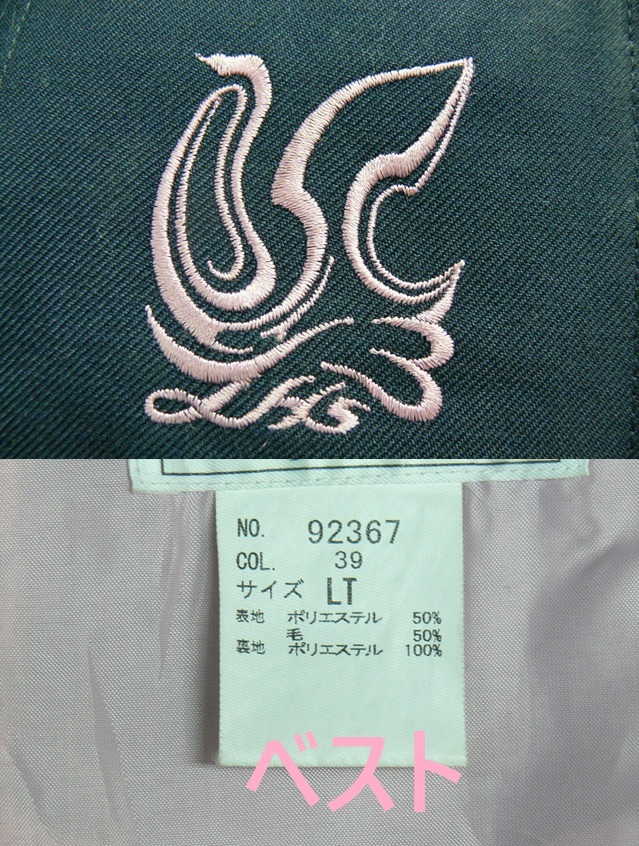 NO. 92367
COL. 39
サイズ LT
表地 ポリエステル 50%
毛 50%
裏地 ポリエステル 100%
ベスト